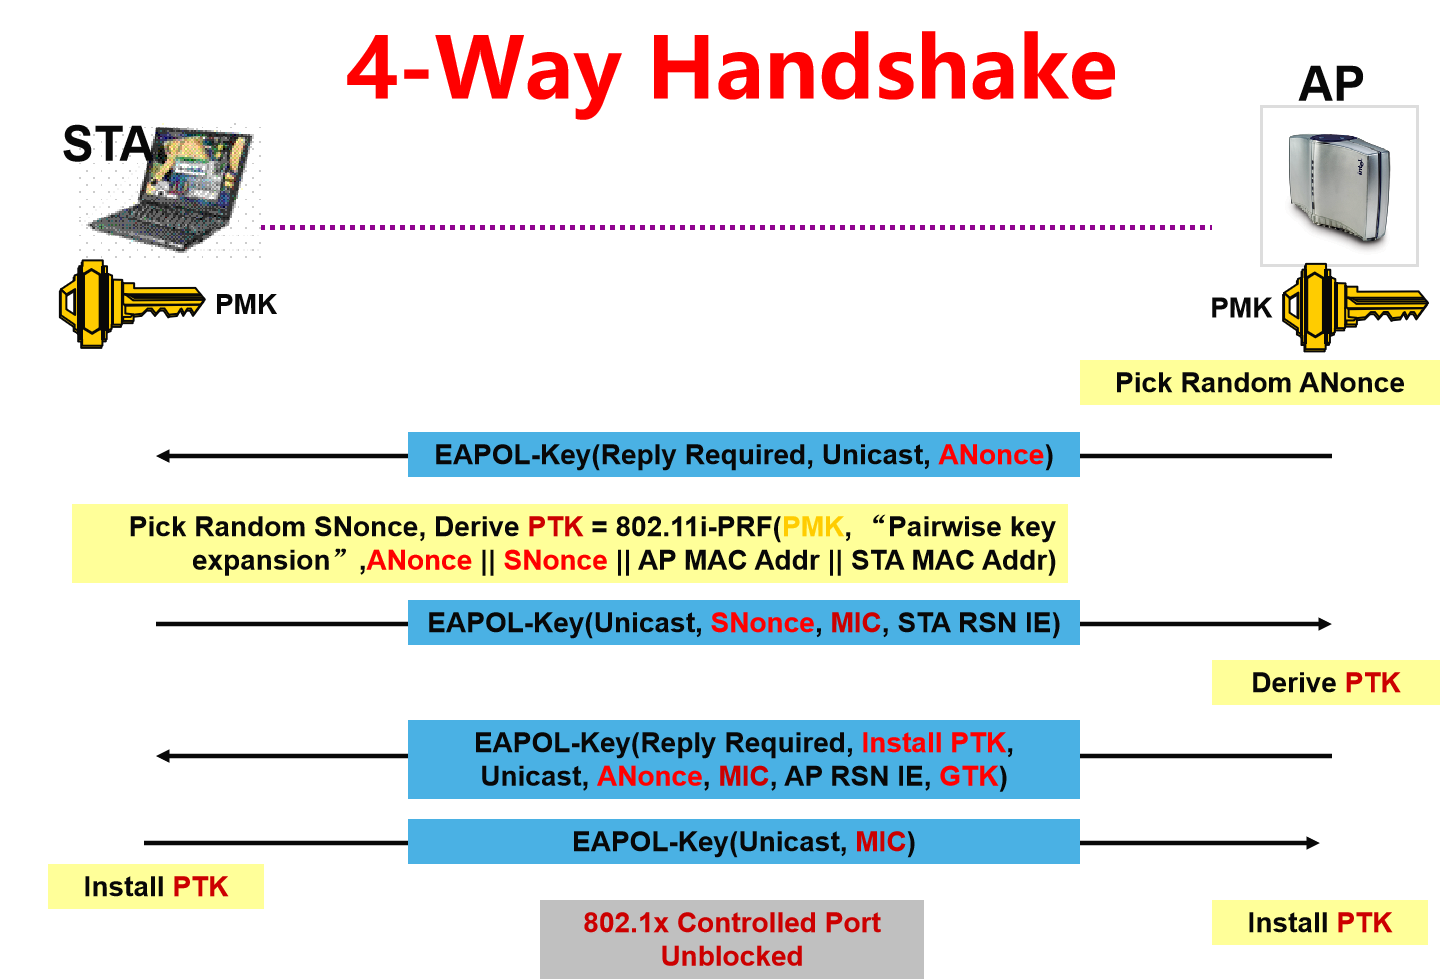 4-Way Handshake
STA
AP
intel
PMK
PMK
Pick Random ANonce
EAPOL-Key(Reply Required, Unicast, ANonce)
Pick Random SNonce, Derive PTK = 802.11i-PRF(PMK, “Pairwise key
expansion”,ANonce || SNonce || AP MAC Addr || STA MAC Addr)
EAPOL-Key(Unicast, SNonce, MIC, STA RSN IE)
Derive PTK
EAPOL-Key(Reply Required, Install PTK,
Unicast, ANonce, MIC, AP RSN IE, GTK)
EAPOL-Key(Unicast, MIC)
Install PTK
Install PTK
802.1x Controlled Port
Unblocked